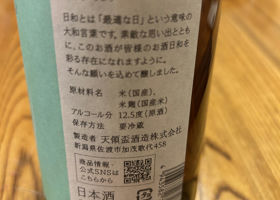 日和とは「最適な日」という意味の
大和言葉です。素敵な思い出ととも
に、このお酒が皆様のお酒日和を
彩る存在になれますように。
そんな願いを込めて醸しました。
原材料名 米(国産)、
米麹(国産米)
アルコール分 12.5度(原酒)
保存方法 要冷蔵
製造者 天領盃酒造株式会社
新潟県佐渡市加茂歌代458
商品情報・
公式SNSは
こちらから
日本酒